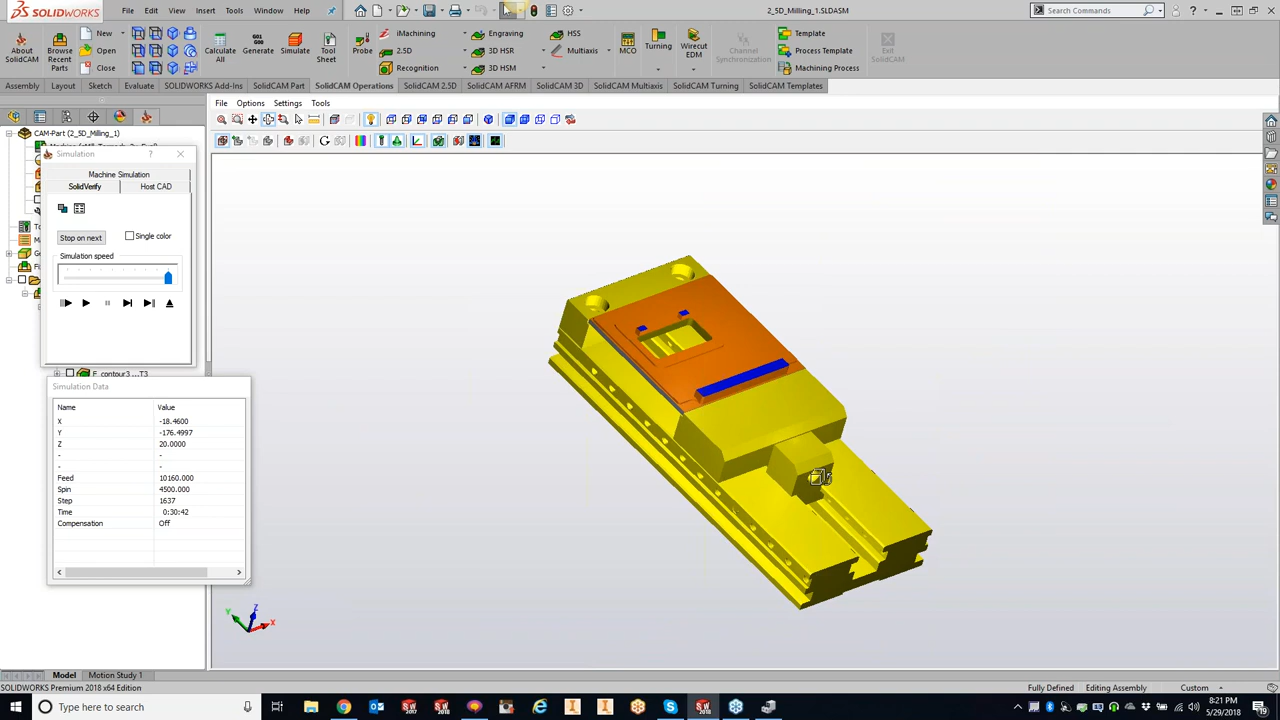 SOLIDWORKS File Edit View Insert Tools Window Help 2_5D_Milling_1.SLDASM Search Commands
About SolidCAM
Browse Recent Parts
New
Open
Close
Calculate All
G01 G00
Generate
Simulate
Tool Sheet
Probe
iMachining
2.5D
Recognition
Engraving
3D HSR
3D HSM
HSS
Multiaxis
MCO
Turning
Wirecut EDM
Channel Synchronization
Template
Process Template
Machining Process
Exit SolidCAM
Assembly Layout Sketch Evaluate SOLIDWORKS Add-Ins SolidCAM Part SolidCAM Operations SolidCAM 2.5D SolidCAM AFRM SolidCAM 3D SolidCAM Multiaxis SolidCAM Turning SolidCAM Templates
File Options Settings Tools
CAM-Part (2_5D_Milling_1)
Simulation ?
Machine Simulation
SolidVerify Host CAD
Stop on next Single color
Simulation speed
F_contour3 ...T3
Simulation Data
Name Value
X -18.4600
Y -176.4997
Z 20.0000
- -
- -
Feed 10160.000
Spin 4500.000
Step 1637
Time 0:30:42
Compensation Off
Z
Y
X
Model Motion Study 1
SOLIDWORKS Premium 2018 x64 Edition Fully Defined Editing Assembly Custom
Type here to search
8:21 PM
5/29/2018